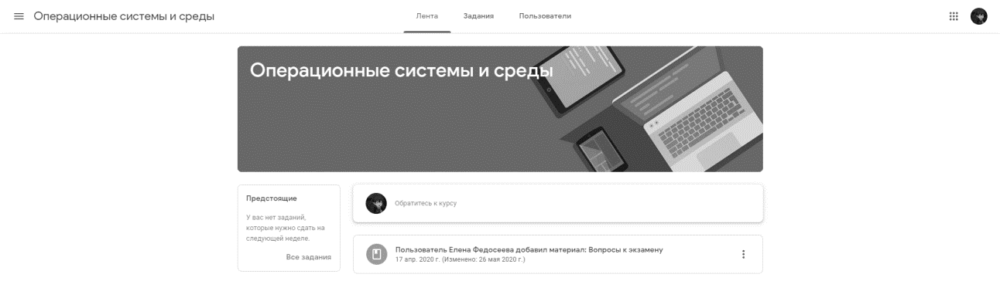 Операционные системы и среды
Лента
Задания
Пользователи
Операционные системы и среды
Предстоящие
У вас нет заданий,
которые нужно сдать на
следующей неделе.
Все задания
Обратитесь к курсу
Пользователь Елена Федосеева добавил материал: Вопросы к экзамену
17 апр. 2020 г. (Изменено: 26 мая 2020 г.)